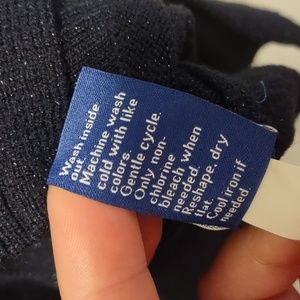 Wash inside
out.
Machine wash
cold with like
colors.
Gentle cycle.
Only non-
chlorine
bleach when
needed.
Reshape, dry
flat.
Cool iron if
needed